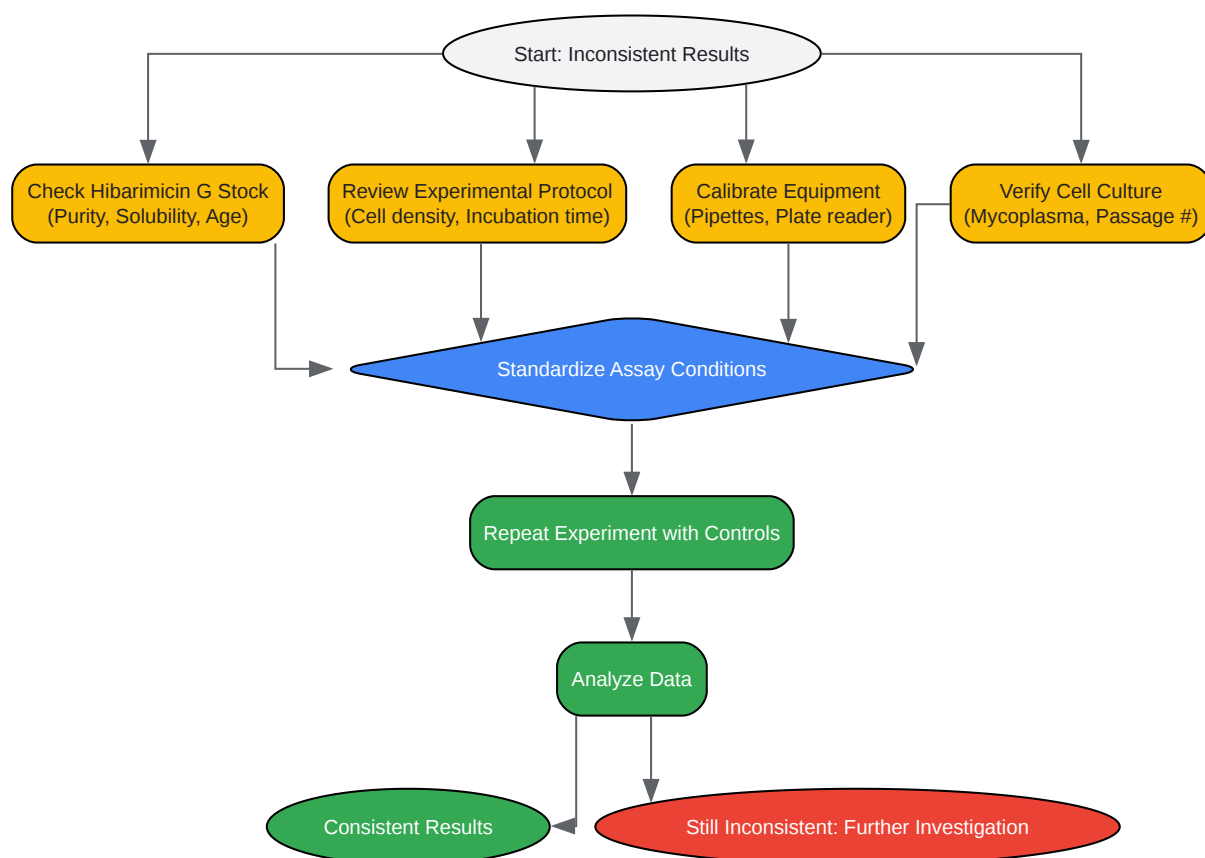 Start: Inconsistent Results
Check Hibarimicin G Stock
(Purity, Solubility, Age)
Review Experimental Protocol
(Cell density, Incubation time)
Calibrate Equipment
(Pipettes, Plate reader)
Verify Cell Culture
(Mycoplasma, Passage #)
Standardize Assay Conditions
Repeat Experiment with Controls
Analyze Data
Consistent Results
Still Inconsistent: Further Investigation